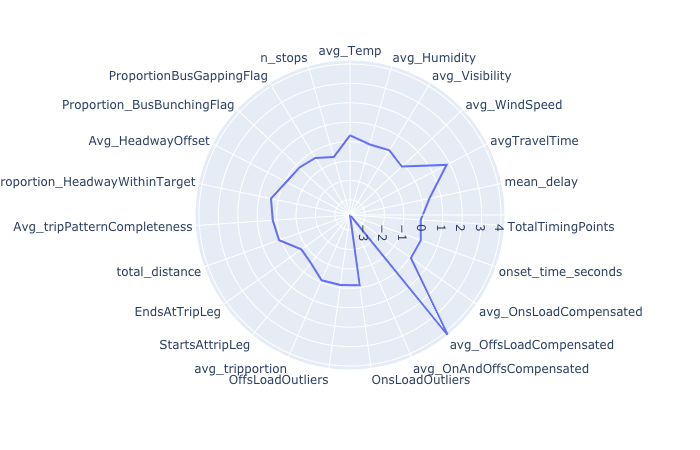 avg_Temp
n_stops
avg_Humidity
ProportionBusGappingFlag
avg_Visibility
Proportion_BusBunchingFlag
avg_WindSpeed
Avg_HeadwayOffset
avgTravelTime
roportion_HeadwayWithinTarget
mean_delay
Avg_tripPatternCompleteness
−3
−2
−1
0
1
2
3
4
TotalTimingPoints
total_distance
onset_time_seconds
EndsAtTripLeg
avg_OnsLoadCompensated
StartsAttripLeg
avg_OffsLoadCompensated
avg_tripportion
avg_OnAndOffsCompensated
OffsLoadOutliers
OnsLoadOutliers